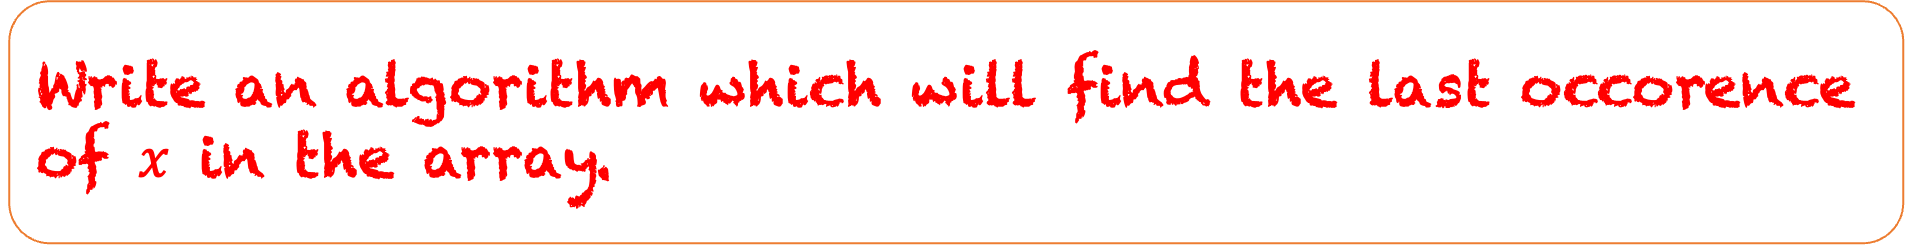 Write an algorithm which will find the last occorence
of x in the array.